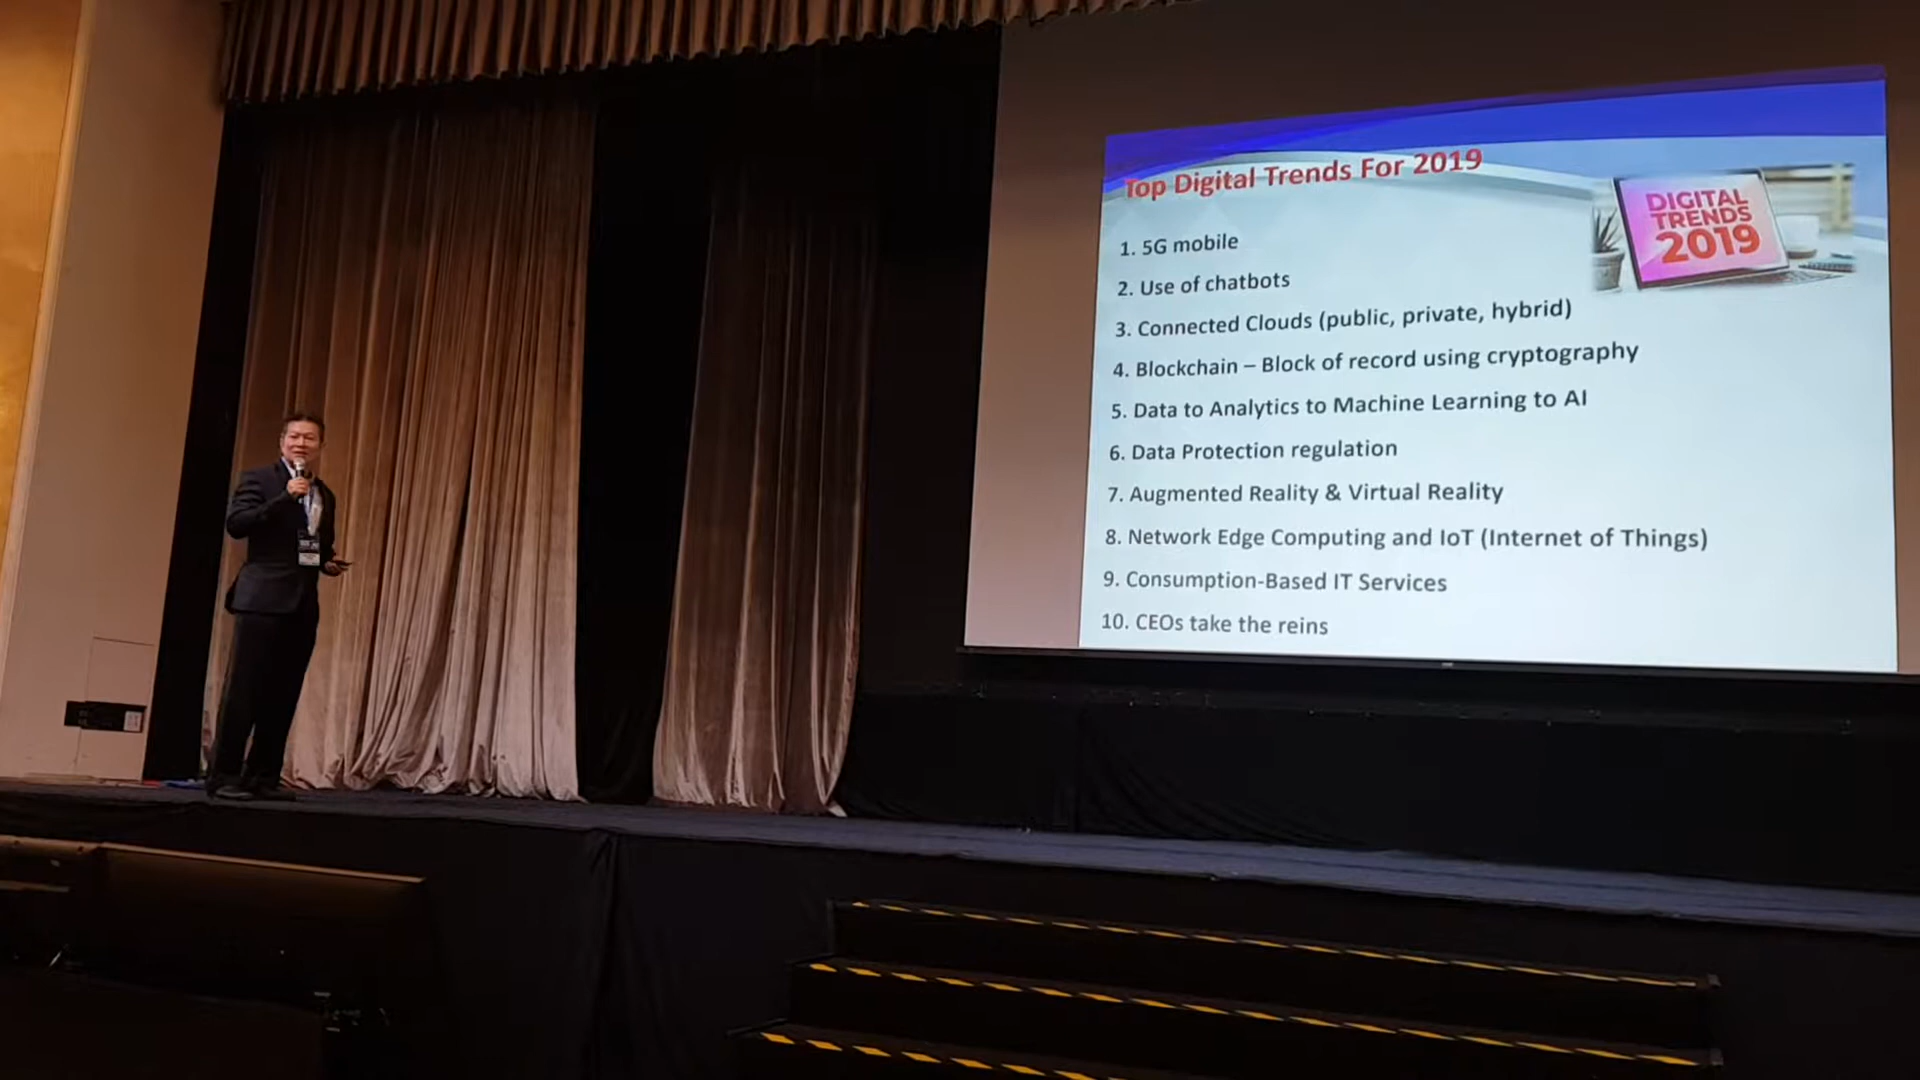 Top Digital Trends For 2019
DIGITAL
TRENDS
2019
1. 5G mobile
2. Use of chatbots
3. Connected Clouds (public, private, hybrid)
4. Blockchain – Block of record using cryptography
5. Data to Analytics to Machine Learning to AI
6. Data Protection regulation
7. Augmented Reality & Virtual Reality
8. Network Edge Computing and IoT (Internet of Things)
9. Consumption-Based IT Services
10. CEOs take the reins